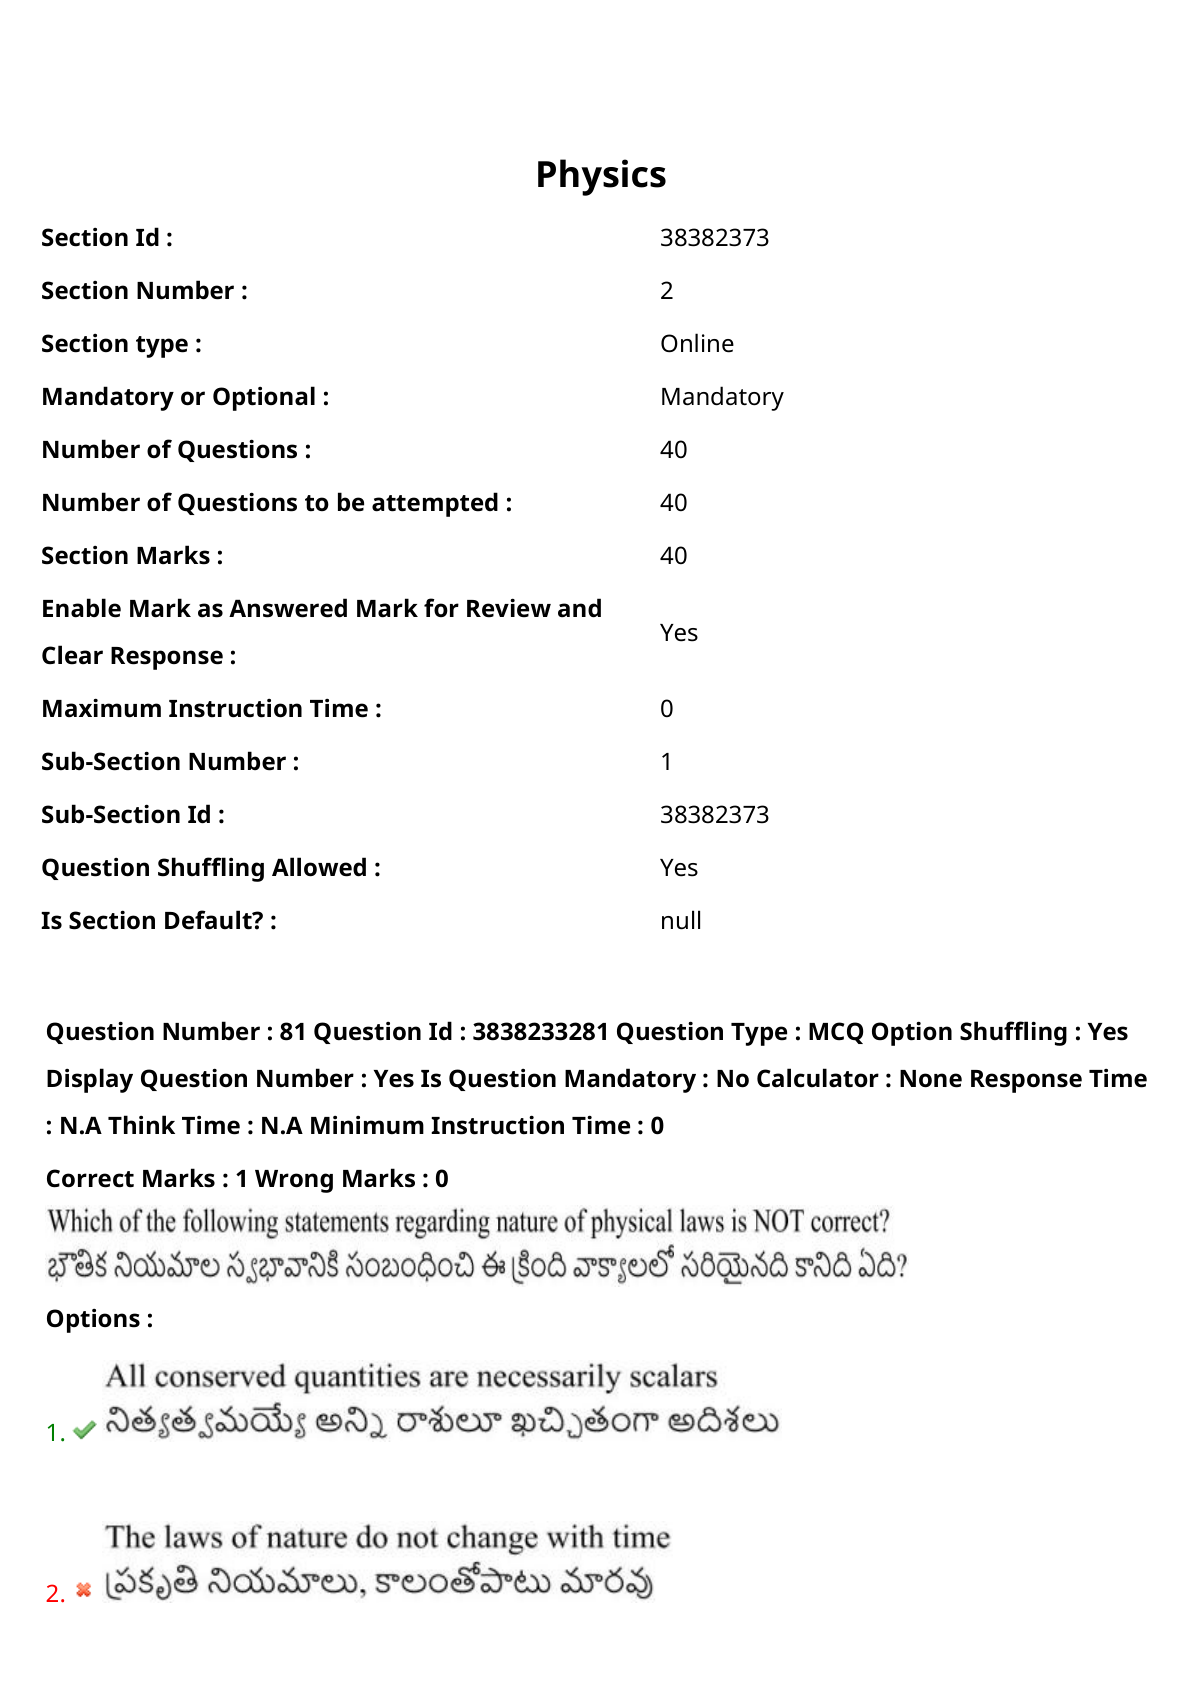 Physics
Section Id : 38382373
Section Number : 2
Section type : Online
Mandatory or Optional : Mandatory
Number of Questions : 40
Number of Questions to be attempted : 40
Section Marks : 40
Enable Mark as Answered Mark for Review and
Clear Response : Yes
Maximum Instruction Time : 0
Sub-Section Number : 1
Sub-Section Id : 38382373
Question Shuffling Allowed : Yes
Is Section Default? : null
Question Number : 81 Question Id : 3838233281 Question Type : MCQ Option Shuffling : Yes
Display Question Number : Yes Is Question Mandatory : No Calculator : None Response Time
: N.A Think Time : N.A Minimum Instruction Time : 0
Correct Marks : 1 Wrong Marks : 0
Which of the following statements regarding nature of physical laws is NOT correct?
భౌతిక నియమాల స్వభావానికి సంబంధించి ఈ క్రింది వాక్యాలలో సరియైనది కానిది ఏది?
Options :
All conserved quantities are necessarily scalars
1. నిత్యత్వమయ్యే అన్ని రాశులూ ఖచ్చితంగా అదిశలు
The laws of nature do not change with time
2. ప్రకృతి నియమాలు, కాలంతోపాటు మారవు